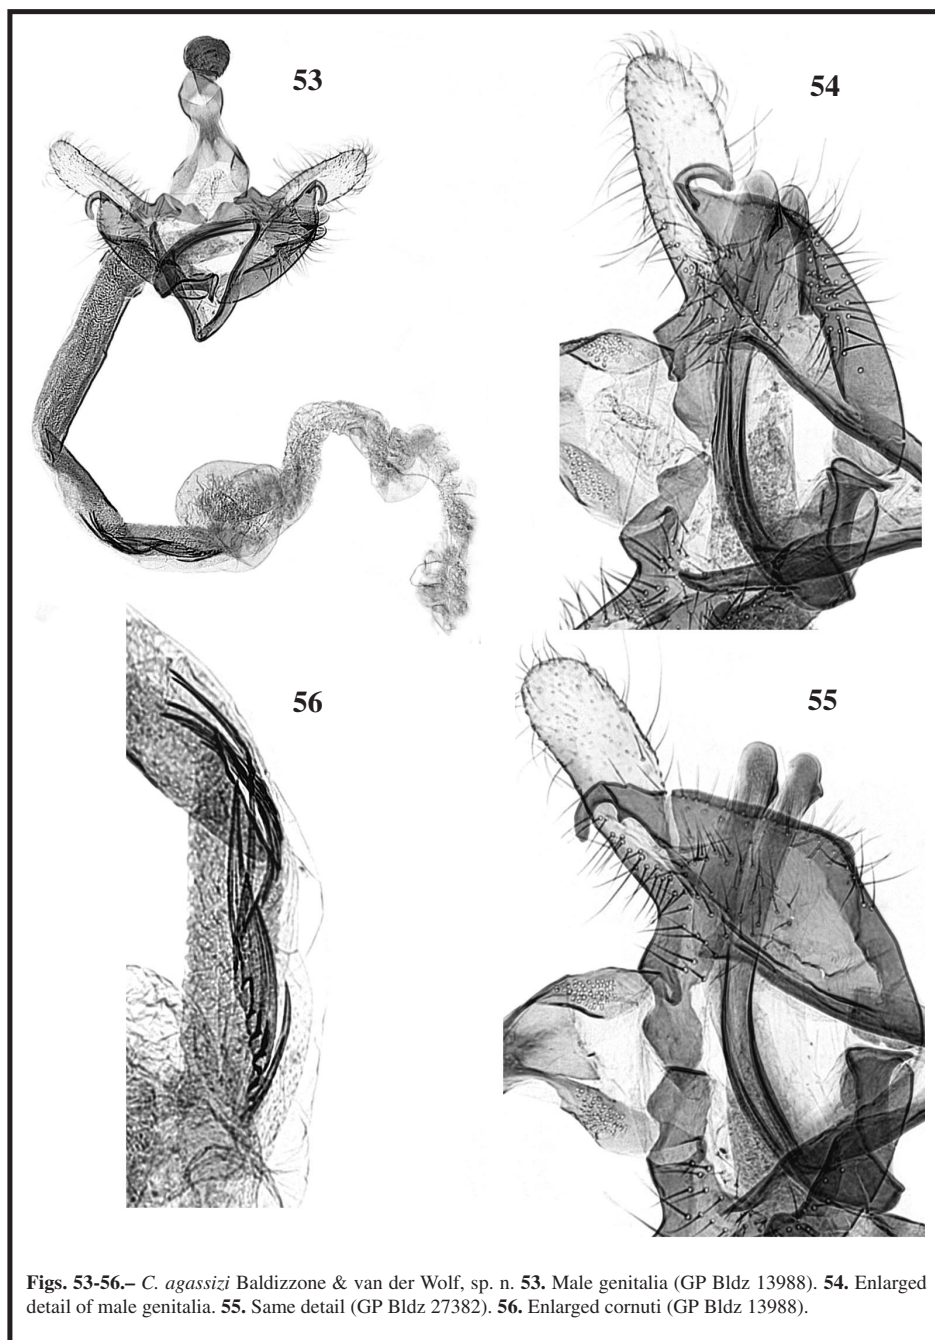 53
54
56
55
Figs. 53-56.– C. agassizi Baldizzone & van der Wolf, sp. n. 53. Male genitalia (GP Bldz 13988). 54. Enlarged
detail of male genitalia. 55. Same detail (GP Bldz 27382). 56. Enlarged cornuti (GP Bldz 13988).